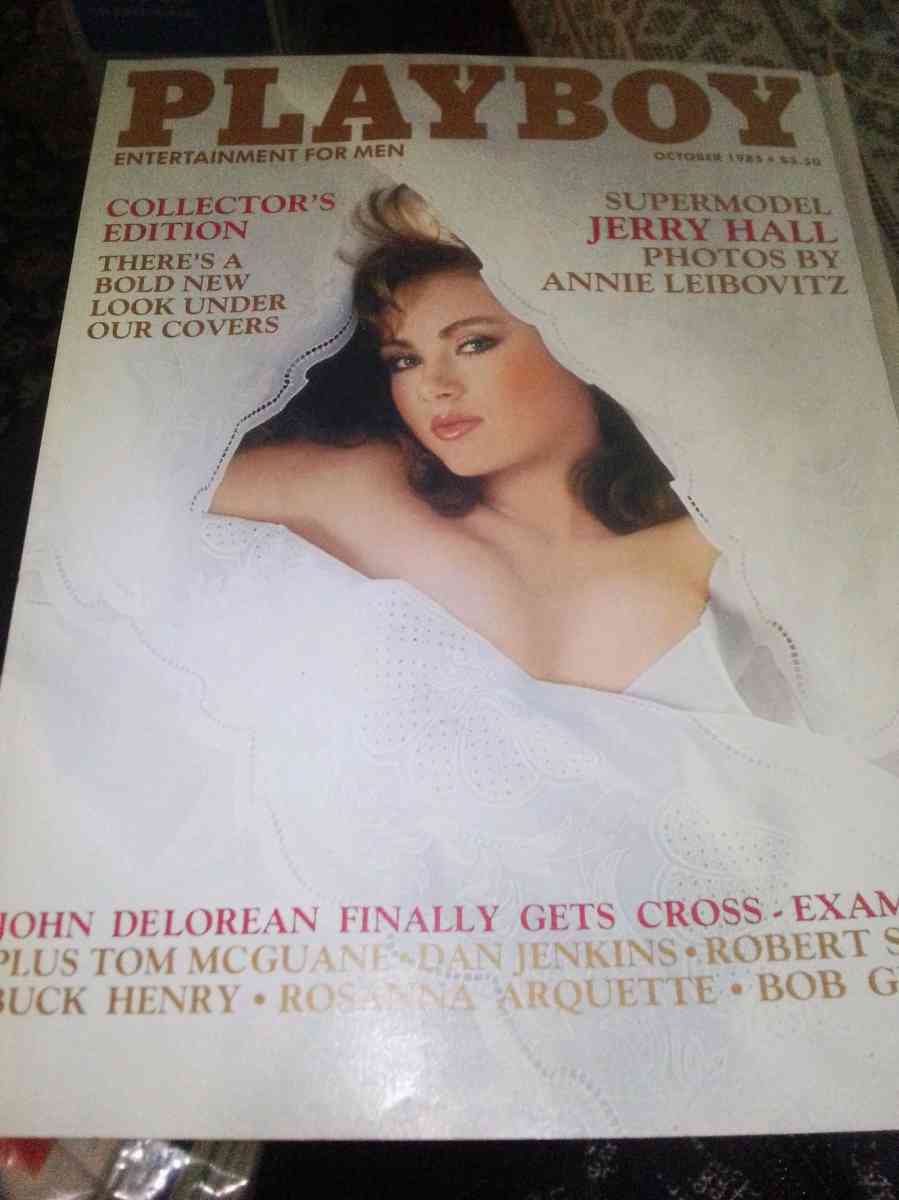 PLAYBOY
ENTERTAINMENT FOR MEN
OCTOBER 1985 • $3.50
COLLECTOR'S
EDITION
THERE'S A
BOLD NEW
LOOK UNDER
OUR COVERS
SUPERMODEL
JERRY HALL
PHOTOS BY
ANNIE LEIBOVITZ
JOHN DELOREAN FINALLY GETS CROSS-EXAM
PLUS TOM MCGUANE • DAN JENKINS • ROBERT S
BUCK HENRY • ROSANNA ARQUETTE • BOB G